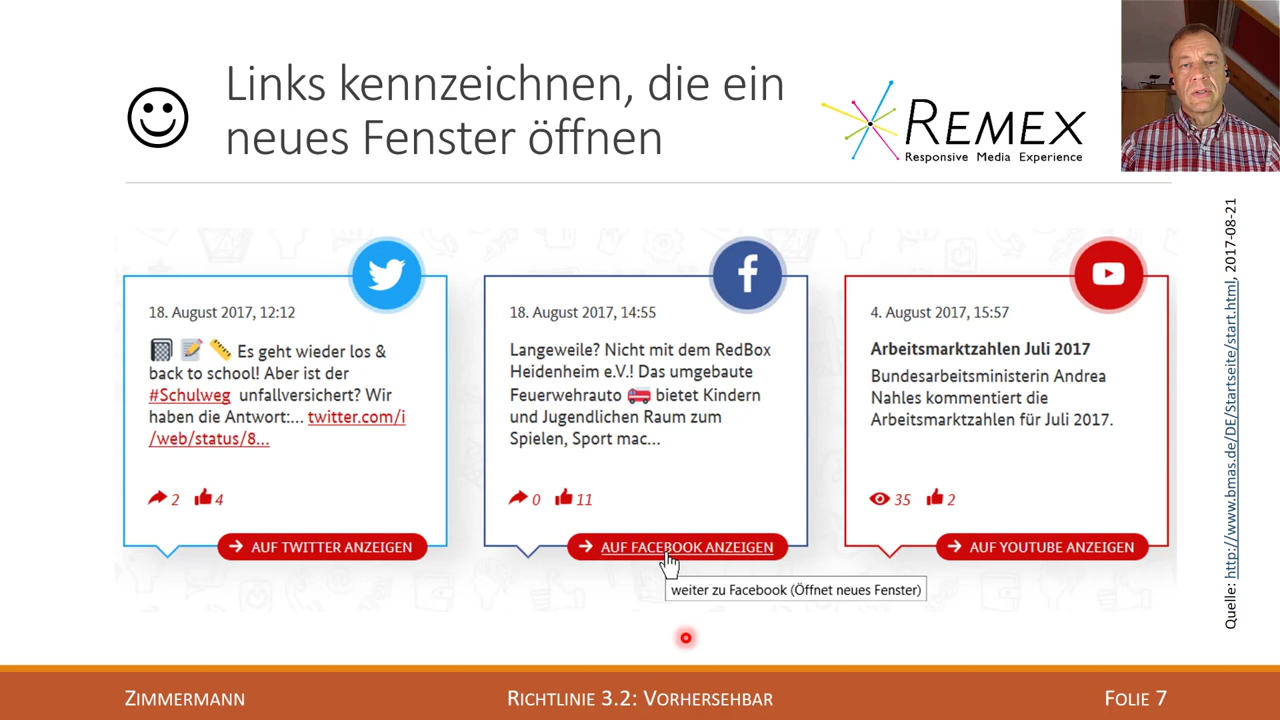 Links kennzeichnen, die ein
neues Fenster öffnen
REMEX
Responsive Media Experience
18. August 2017, 12:12
Es geht wieder los &
back to school! Aber ist der
#Schulweg unfallversichert? Wir
haben die Antwort:... twitter.com/i
/web/status/8...
2 4
AUF TWITTER ANZEIGEN
18. August 2017, 14:55
Langeweile? Nicht mit dem RedBox
Heidenheim e.V.! Das umgebaute
Feuerwehrauto bietet Kindern
und Jugendlichen Raum zum
Spielen, Sport mac...
0 11
AUF FACEBOOK ANZEIGEN
weiter zu Facebook (Öffnet neues Fenster)
4. August 2017, 15:57
Arbeitsmarktzahlen Juli 2017
Bundesarbeitsministerin Andrea
Nahles kommentiert die
Arbeitsmarktzahlen für Juli 2017.
35 2
AUF YOUTUBE ANZEIGEN
Quelle: http://www.bmas.de/DE/Startseite/start.html, 2017-08-21
ZIMMERMANN
RICHTLINIE 3.2: VORHERSEHBAR
FOLIE 7